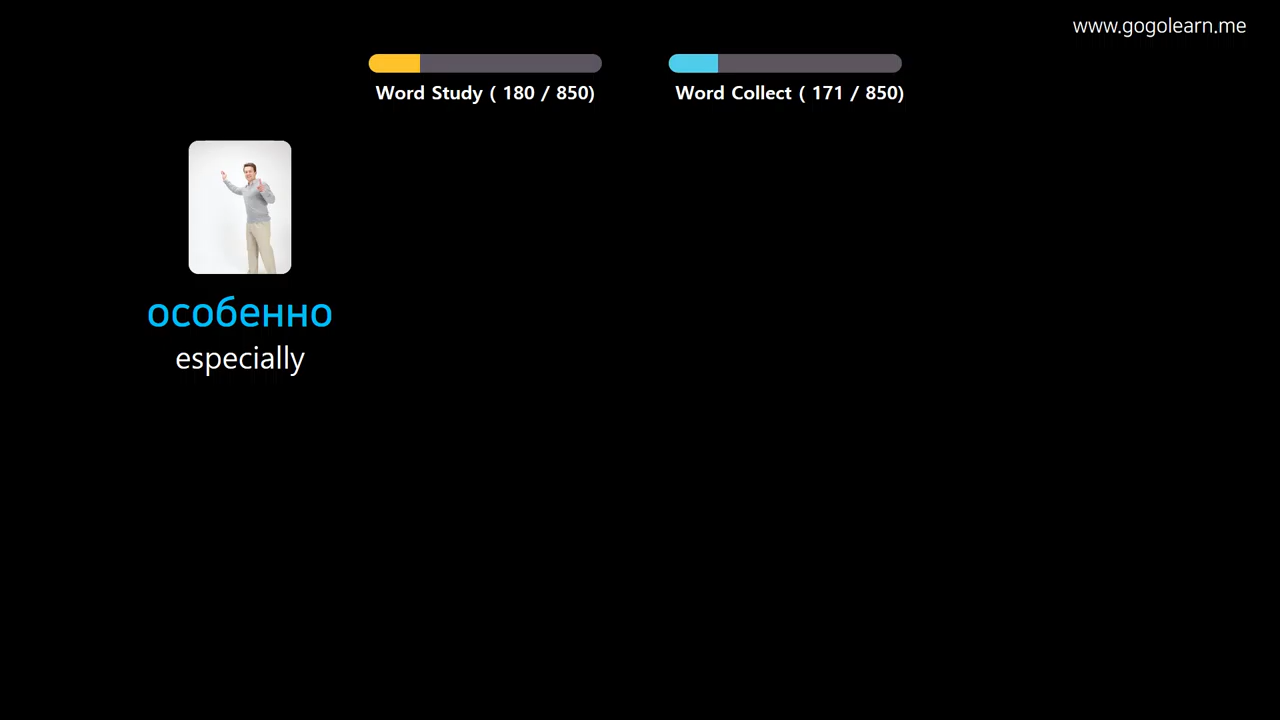 www.gogolearn.me
Word Study ( 180 / 850)
Word Collect ( 171 / 850)
особенно
especially